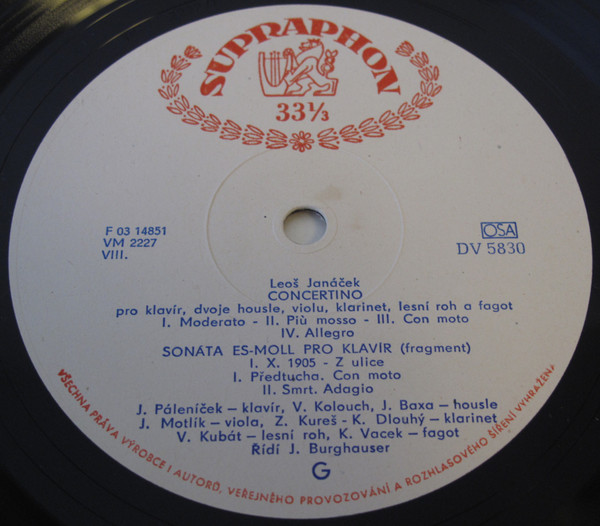 SUPRAPHON
33⅓
F 03 14851
VM 2227
VIII.
OSA
DV 5830
Leoš Janáček
CONCERTINO
pro klavír, dvoje housle, violu, klarinet, lesní roh a fagot
I. Moderato - II. Più mosso - III. Con moto
IV. Allegro
SONÁTA ES-MOLL PRO KLAVÍR (fragment)
I. X. 1905 - Z ulice
I. Předtucha. Con moto
II. Smrt. Adagio
J. Páleníček – klavír, V. Kolouch, J. Baxa – housle
J. Motlík – viola, Z. Kureš - K. Dlouhý – klarinet
V. Kubát – lesní roh, K. Vacek – fagot
Řídí J. Burghauser
G
VŠECHNA PRÁVA VÝROBCE I AUTORŮ, VEŘEJNÉHO PROVOZOVÁNÍ A ROZHLASOVÉHO ŠÍŘENÍ VYHRAŽENA